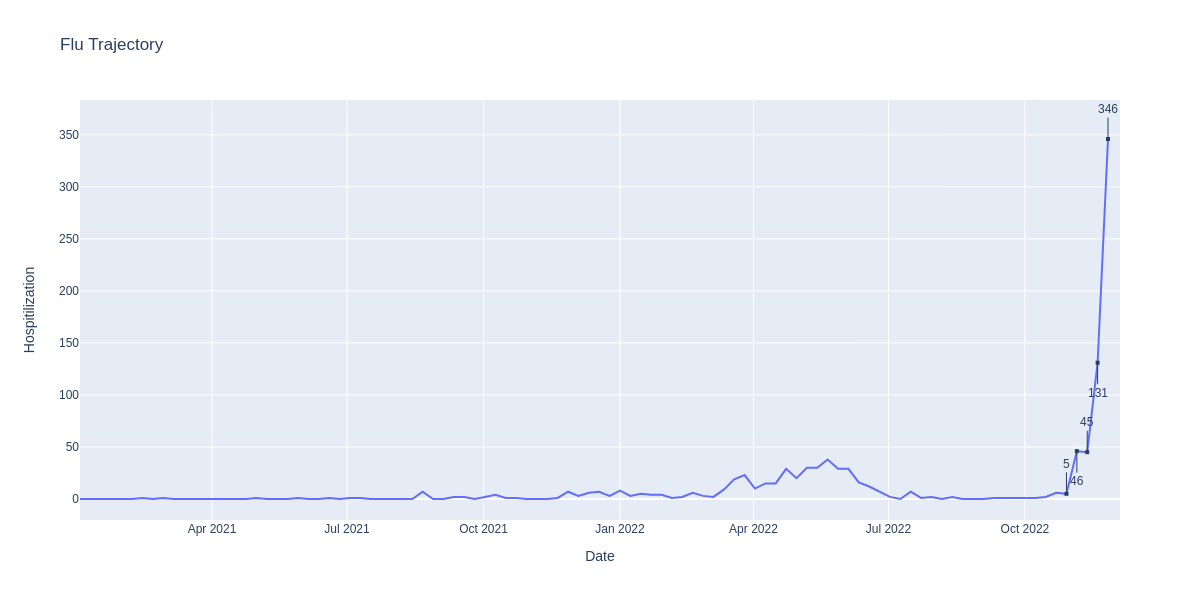 Flu Trajectory
346
350
300
250
200
150
131
100
45
50
5
46
0
Hospitilization
Apr 2021
Jul 2021
Oct 2021
Jan 2022
Apr 2022
Jul 2022
Oct 2022
Date